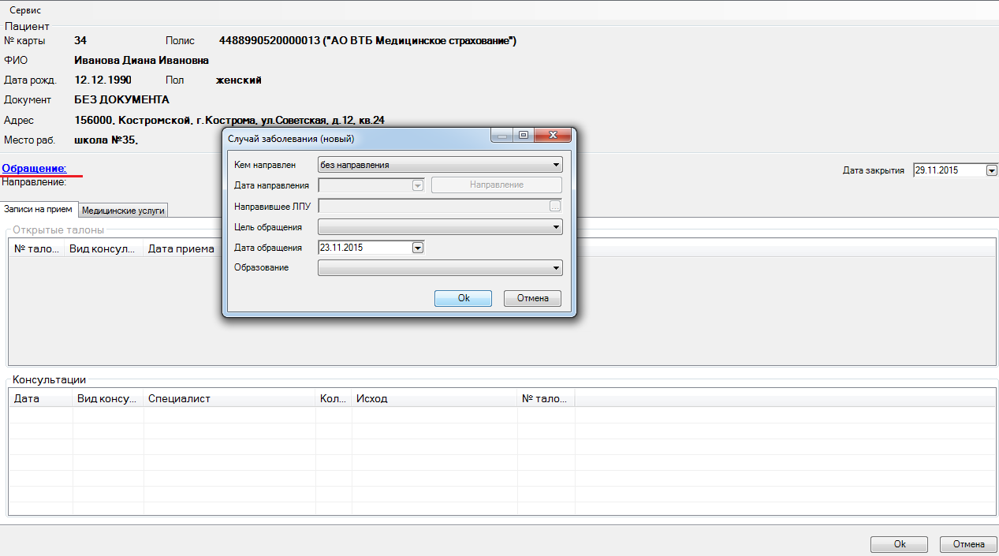 Сервис
Пациент
№ карты 34 Полис 4488990520000013 ("АО ВТБ Медицинское страхование")
ФИО Иванова Диана Ивановна
Дата рожд. 12.12.1990 Пол женский
Документ БЕЗ ДОКУМЕНТА
Адрес 156000, Костромской, г.Кострома, ул.Советская, д.12, кв.24
Место раб. школа №35,
Обращение:
Дата закрытия 29.11.2015
Направление:
Записи на прием Медицинские услуги
Открытые талоны
№ тало... Вид консул... Дата приема
Случай заболевания (новый)
Кем направлен без направления
Дата направления Направление
Направившее ЛПУ ...
Цель обращения
Дата обращения 23.11.2015
Образование
Ok Отмена
Консультации
Дата Вид консу... Специалист Кол... Исход № тало...
Ok Отмена